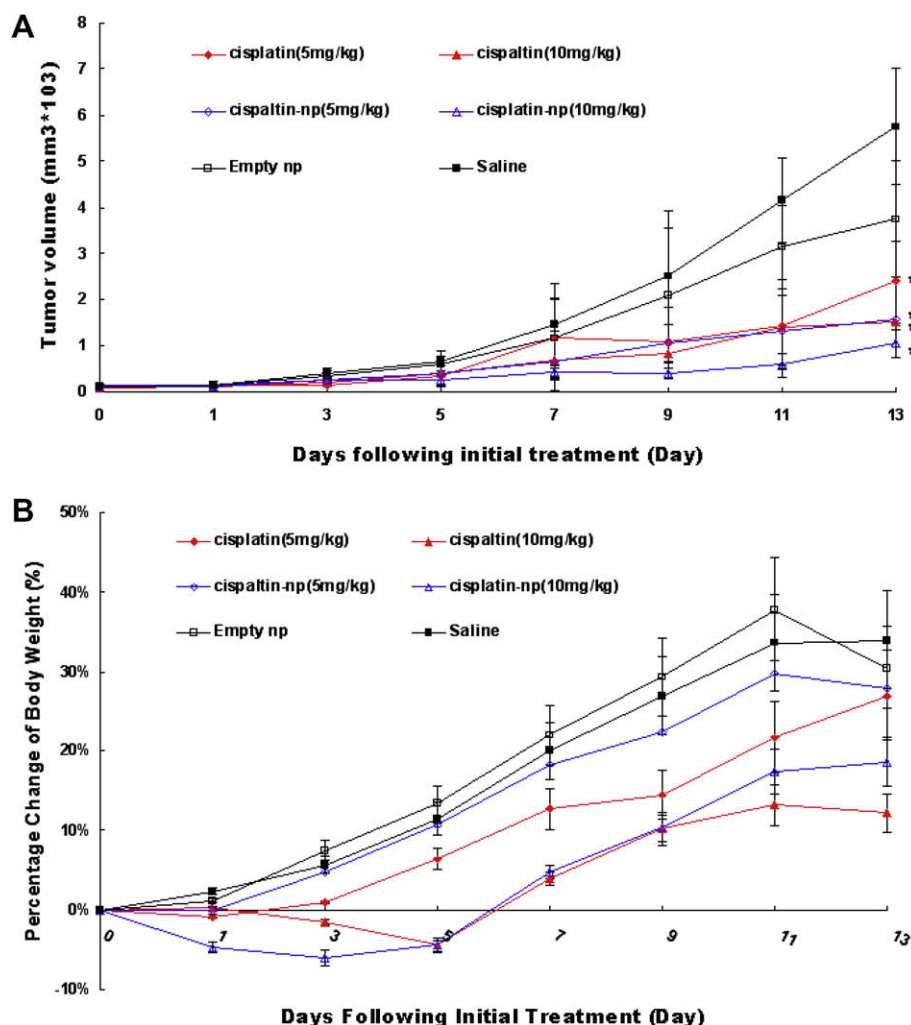 A
8
7
6
5
4
3
2
1
0
Tumor volume (mm3*103)
cisplatin(5mg/kg)
cispaltin(10mg/kg)
cispaltin-np(5mg/kg)
cisplatin-np(10mg/kg)
Empty np
Saline
0 1 3 5 7 9 11 13
Days following initial treatment (Day)
B
50%
40%
30%
20%
10%
0%
-10%
Percentage Change of Body Weight (%)
cisplatin(5mg/kg)
cispaltin(10mg/kg)
cispaltin-np(5mg/kg)
cisplatin-np(10mg/kg)
Empty np
Saline
0 1 3 5 7 9 11 13
Days Following Initial Treatment (Day)